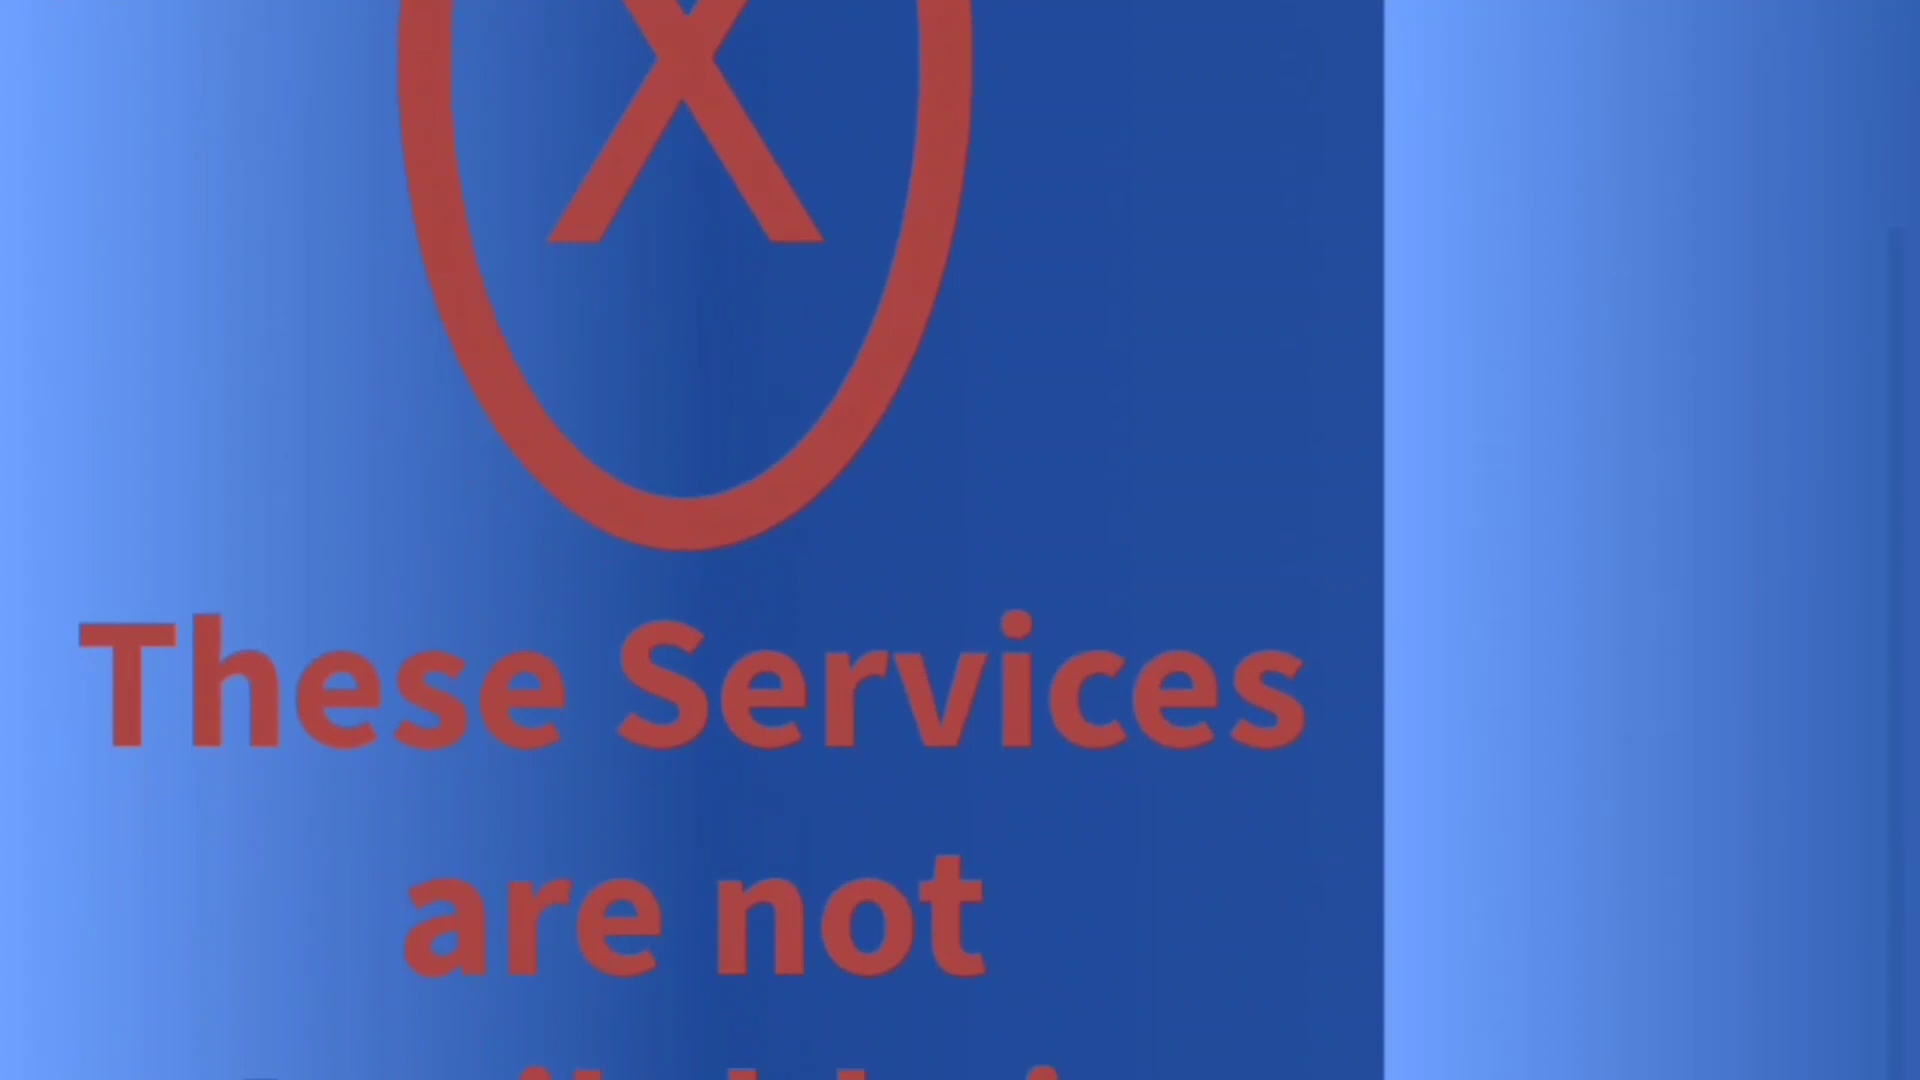 X
These Services
are not